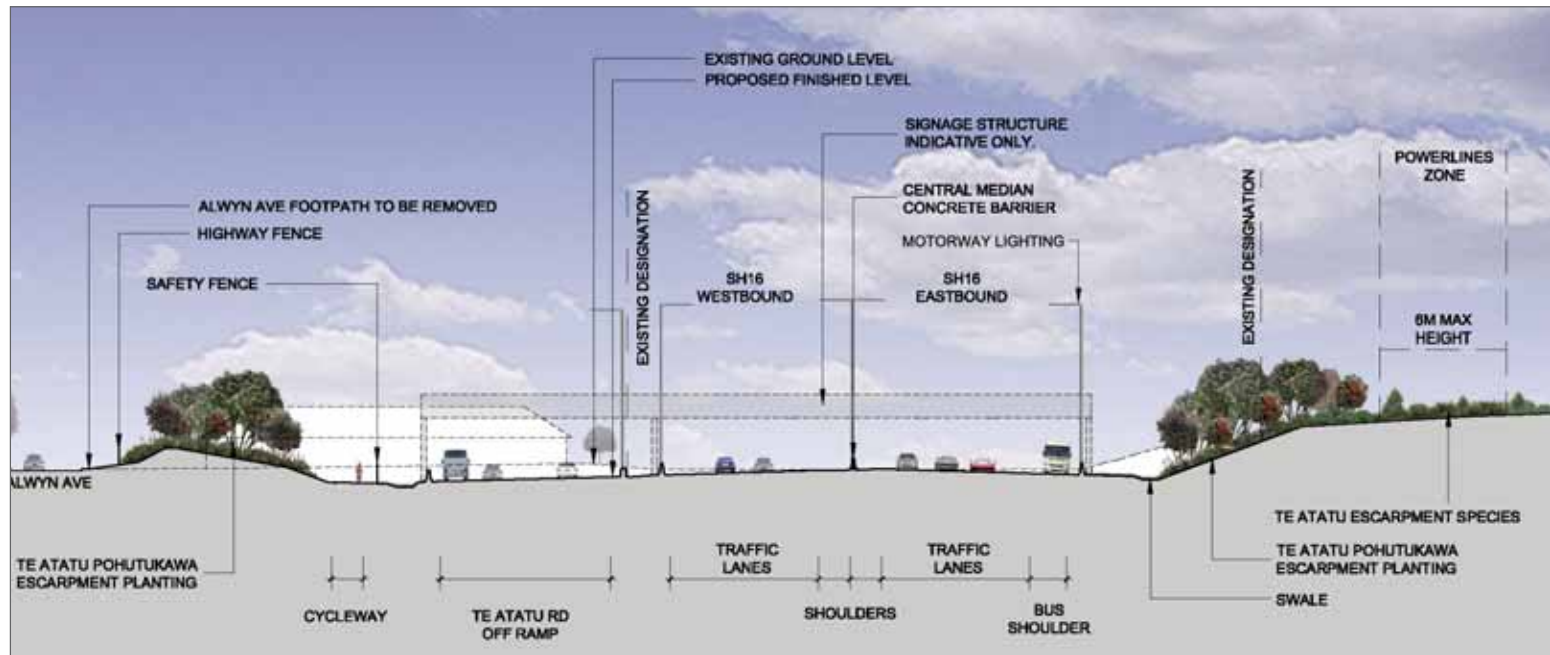 EXISTING GROUND LEVEL
PROPOSED FINISHED LEVEL
SIGNAGE STRUCTURE
INDICATIVE ONLY.
POWERLINES
ZONE
ALWYN AVE FOOTPATH TO BE REMOVED
HIGHWAY FENCE
CENTRAL MEDIAN
CONCRETE BARRIER
MOTORWAY LIGHTING
SAFETY FENCE
EXISTING DESIGNATION
SH16
WESTBOUND
SH16
EASTBOUND
EXISTING DESIGNATION
6M MAX
HEIGHT
ALWYN AVE
TE ATATU ESCARPMENT SPECIES
TE ATATU POHUTUKAWA
ESCARPMENT PLANTING
TRAFFIC
LANES
TRAFFIC
LANES
TE ATATU POHUTUKAWA
ESCARPMENT PLANTING
SWALE
CYCLEWAY
TE ATATU RD
OFF RAMP
SHOULDERS
BUS
SHOULDER